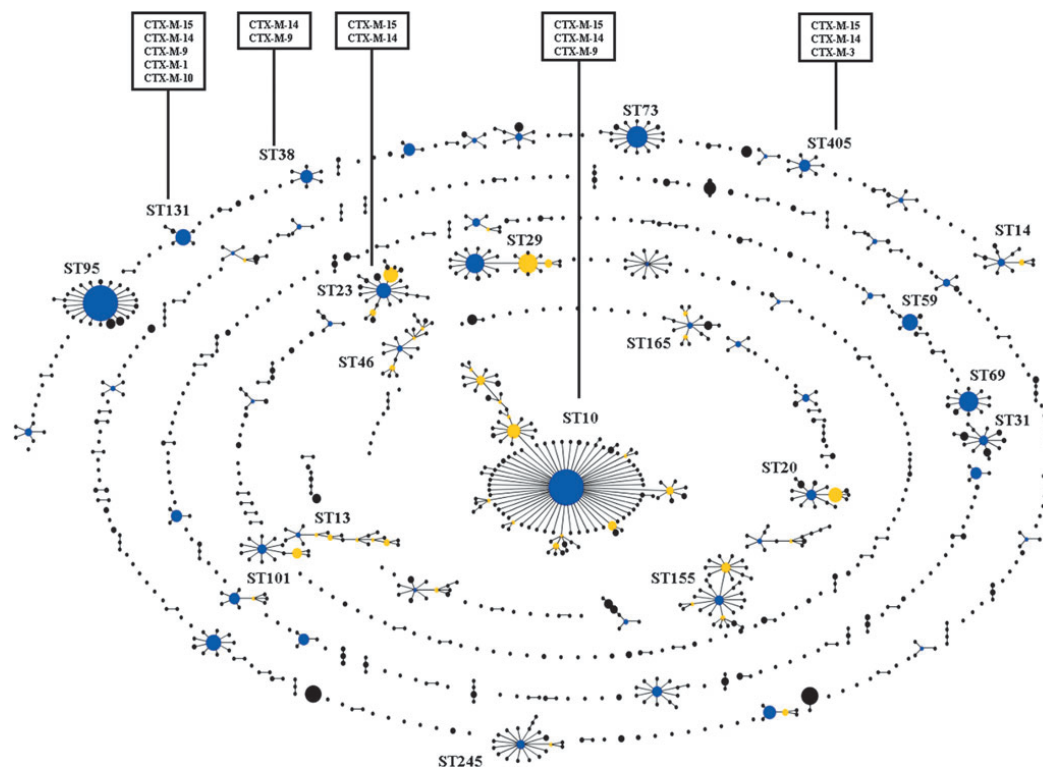 CTX-M-15
CTX-M-14
CTX-M-9
CTX-M-1
CTX-M-10
CTX-M-14
CTX-M-9
CTX-M-15
CTX-M-14
CTX-M-15
CTX-M-14
CTX-M-9
CTX-M-15
CTX-M-14
CTX-M-3
ST73
ST38
ST405
ST131
ST14
ST29
ST95
ST23
ST59
ST165
ST46
ST69
ST10
ST31
ST20
ST13
ST101
ST155
ST245